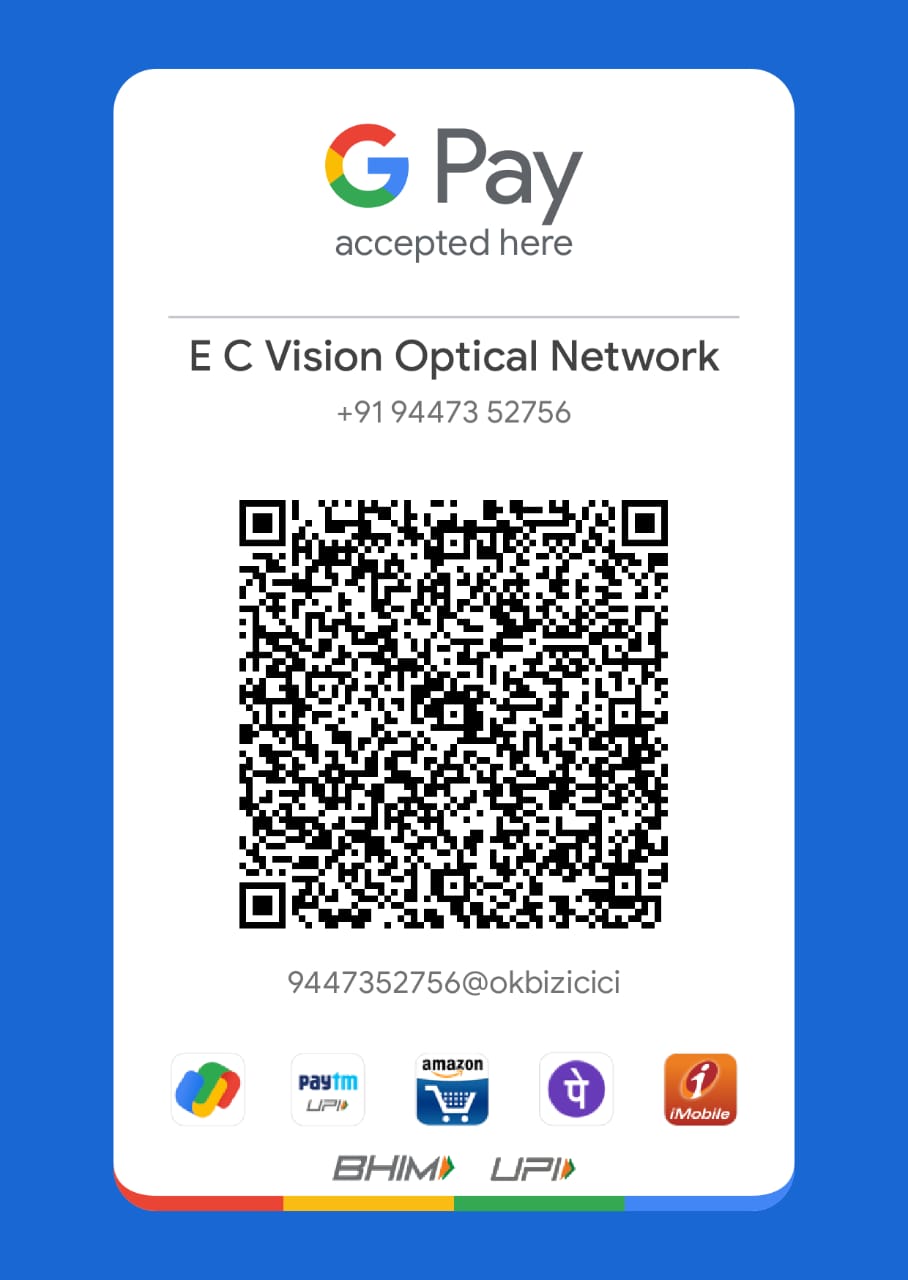 G Pay
accepted here
E C Vision Optical Network
+91 94473 52756
9447352756@okbizicici
paytm
UPI
amazon
पे
i
iMobile
BHIM UPI